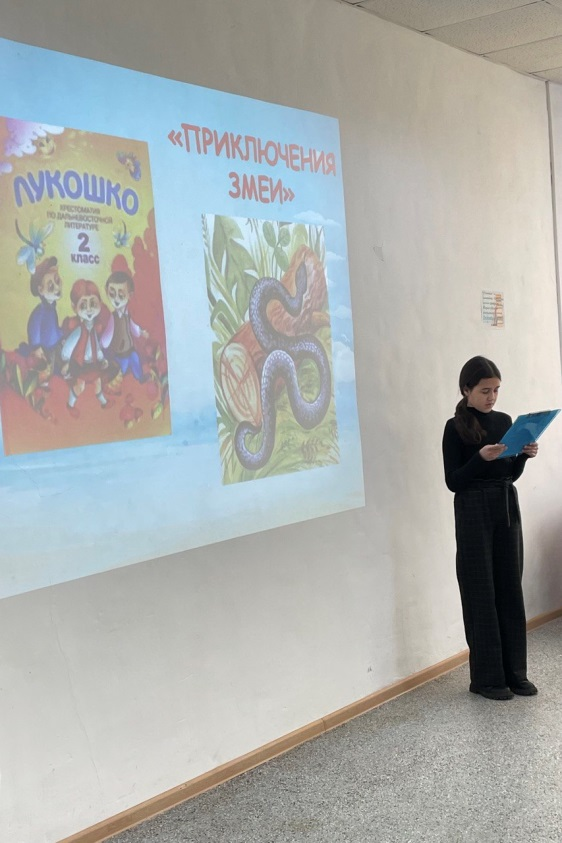 ЛУКОШКО
ХРЕСТОМАТИЯ
ПО ДАЛЬНЕВОСТОЧНОЙ
ЛИТЕРАТУРЕ
2
класс
«ПРИКЛЮЧЕНИЯ
ЗМЕИ»